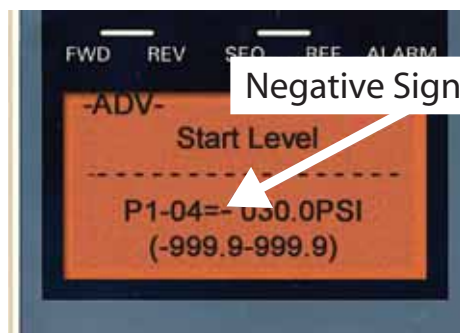 FWD REV SEQ REF ALARM
Negative Sign
-ADV-
Start Level
P1-04=- 030.0PSI
(-999.9-999.9)